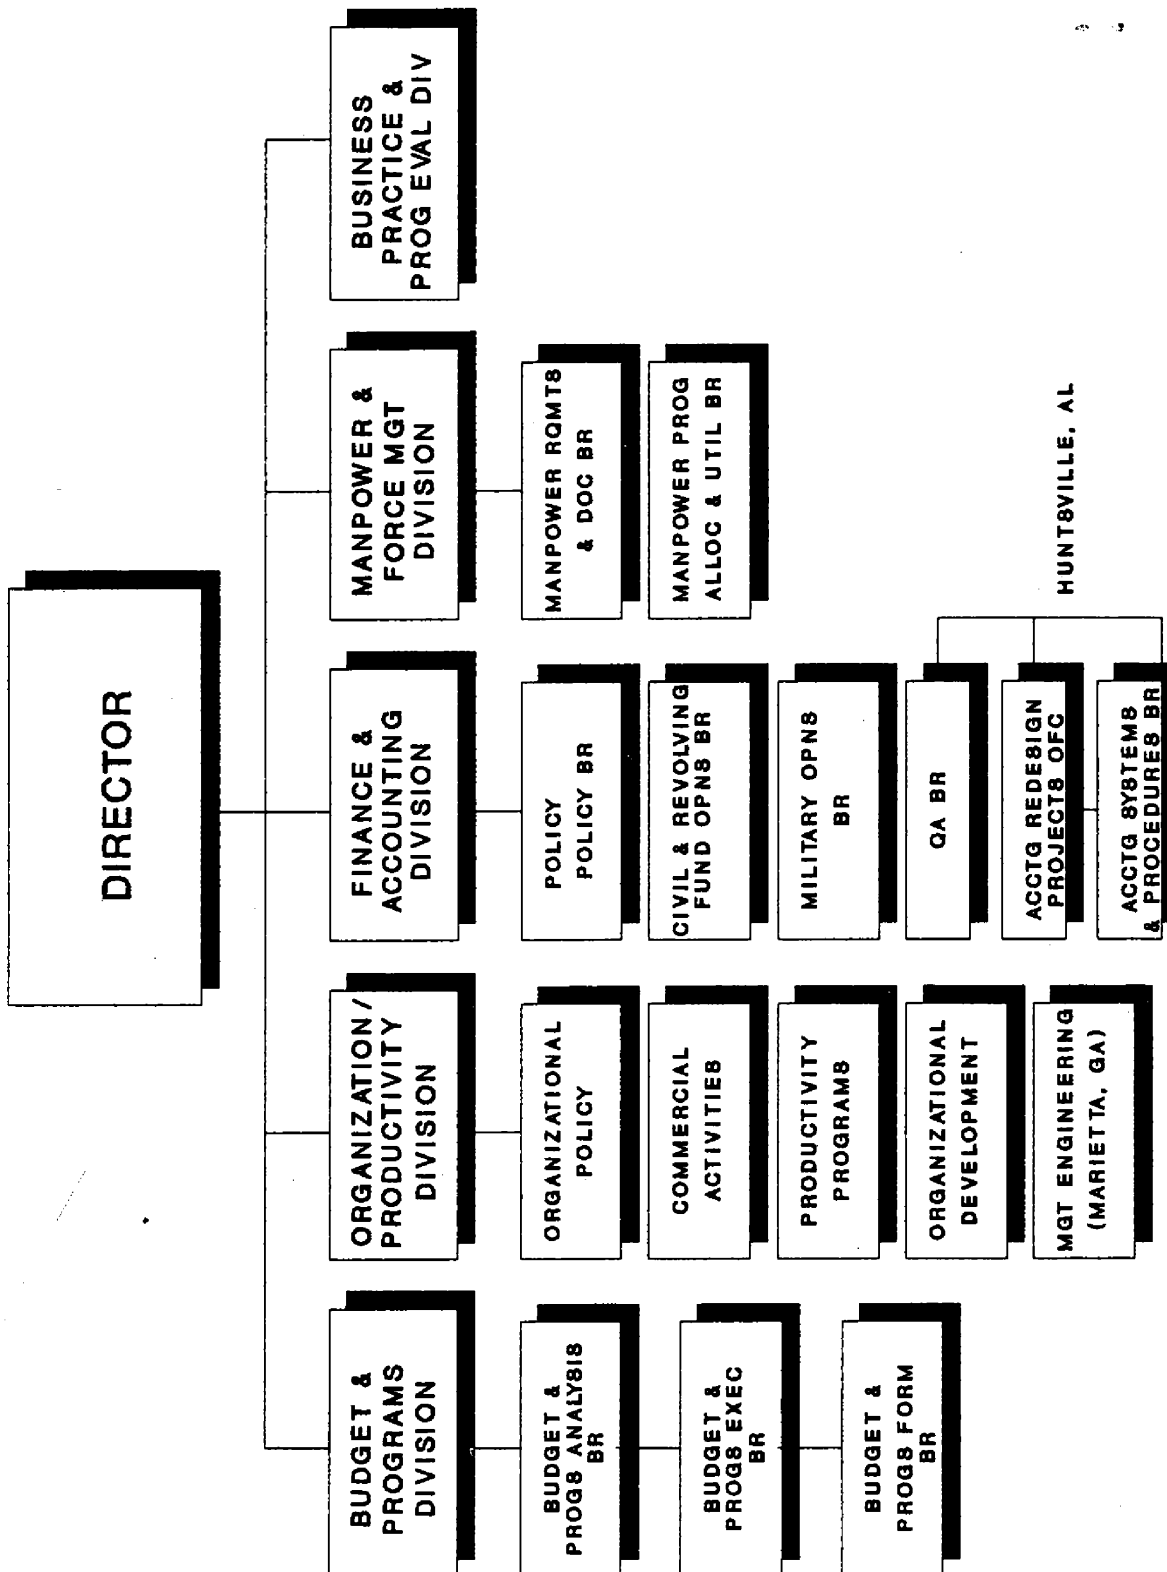 DIRECTOR
BUDGET &
PROGRAMS
DIVISION
ORGANIZATION/
PRODUCTIVITY
DIVISION
FINANCE &
ACCOUNTING
DIVISION
MANPOWER &
FORCE MGT
DIVISION
BUSINESS
PRACTICE &
PROG EVAL DIV
BUDGET &
PROGS ANALYSIS
BR
BUDGET &
PROGS EXEC
BR
BUDGET &
PROGS FORM
BR
ORGANIZATIONAL
POLICY
COMMERCIAL
ACTIVITIES
PRODUCTIVITY
PROGRAMS
ORGANIZATIONAL
DEVELOPMENT
MGT ENGINEERING
(MARIETTA, GA)
POLICY
POLICY BR
CIVIL & REVOLVING
FUND OPNS BR
MILITARY OPNS
BR
QA BR
ACCTG REDESIGN
PROJECTS OFC
ACCTG SYSTEMS
& PROCEDURES BR
HUNTSVILLE, AL
MANPOWER RQMTS
& DOC BR
MANPOWER PROG
ALLOC & UTIL BR